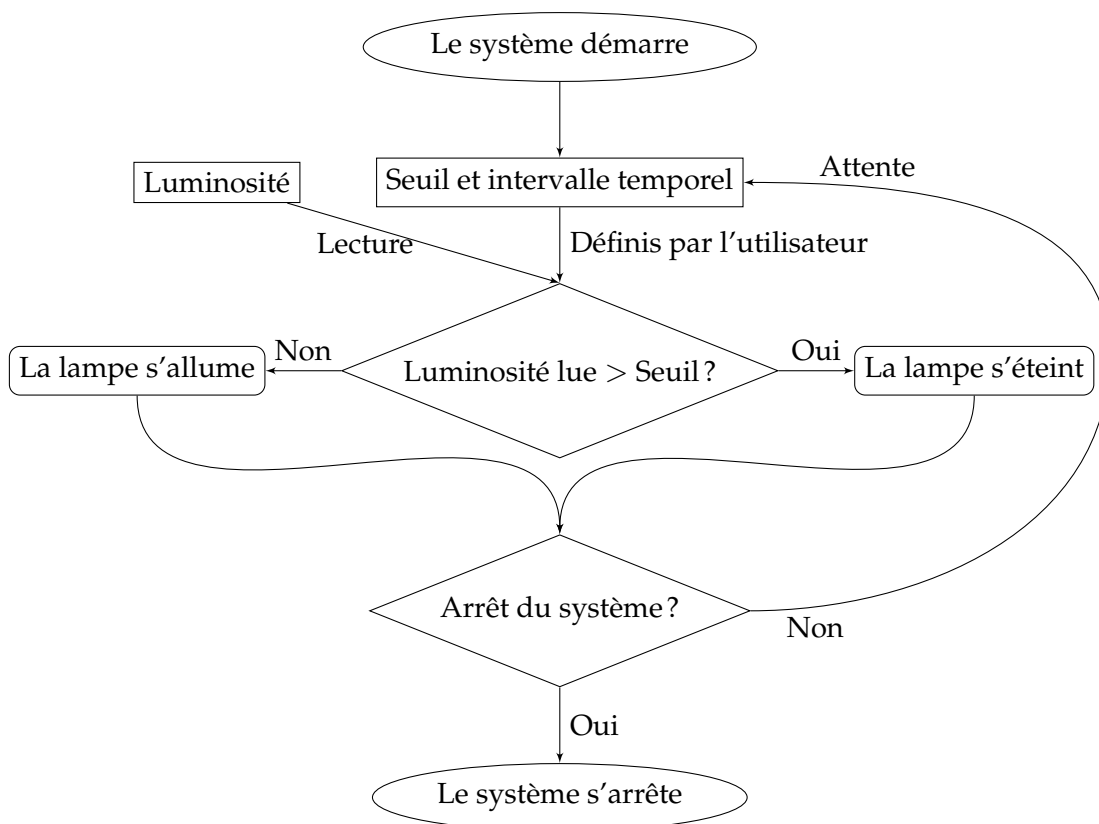 Le système démarre
Luminosité
Seuil et intervalle temporel
Attente
Lecture
Définis par l'utilisateur
La lampe s'allume
Non
Luminosité lue > Seuil ?
Oui
La lampe s'éteint
Arrêt du système ?
Non
Oui
Le système s'arrête